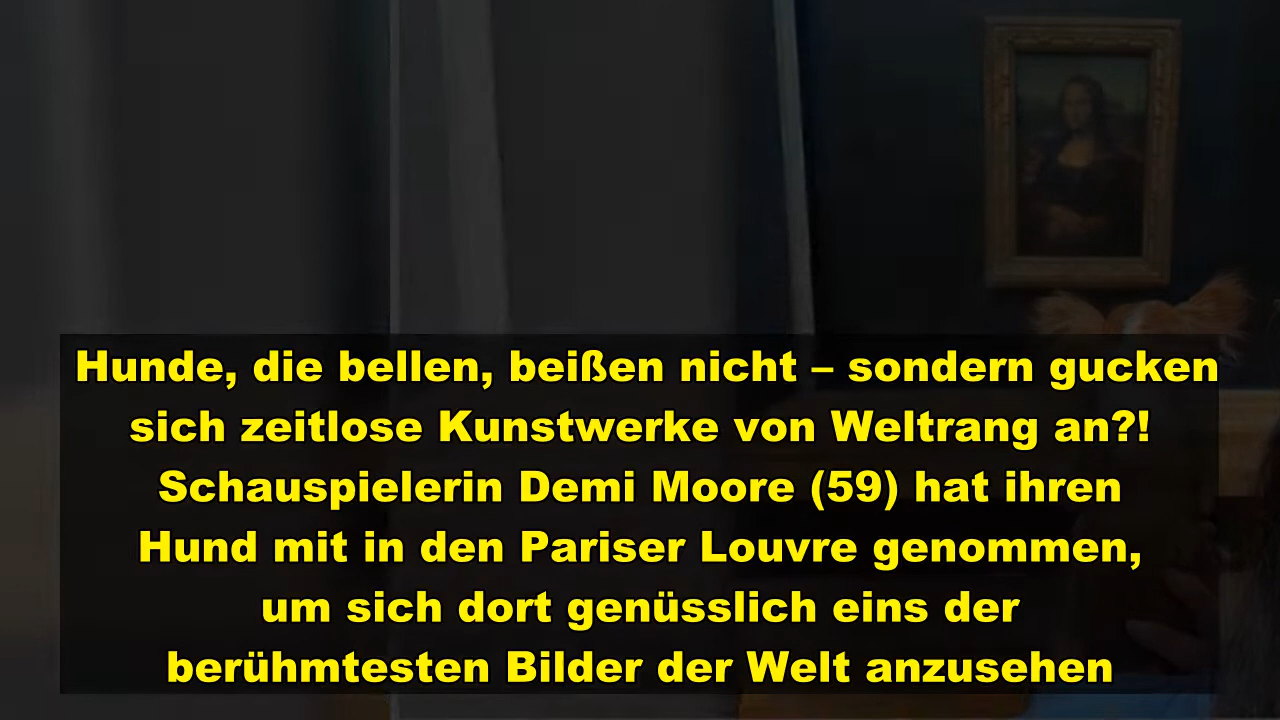 Hunde, die bellen, beißen nicht – sondern gucken
sich zeitlose Kunstwerke von Weltrang an?!
Schauspielerin Demi Moore (59) hat ihren
Hund mit in den Pariser Louvre genommen,
um sich dort genüsslich eins der
berühmtesten Bilder der Welt anzusehen